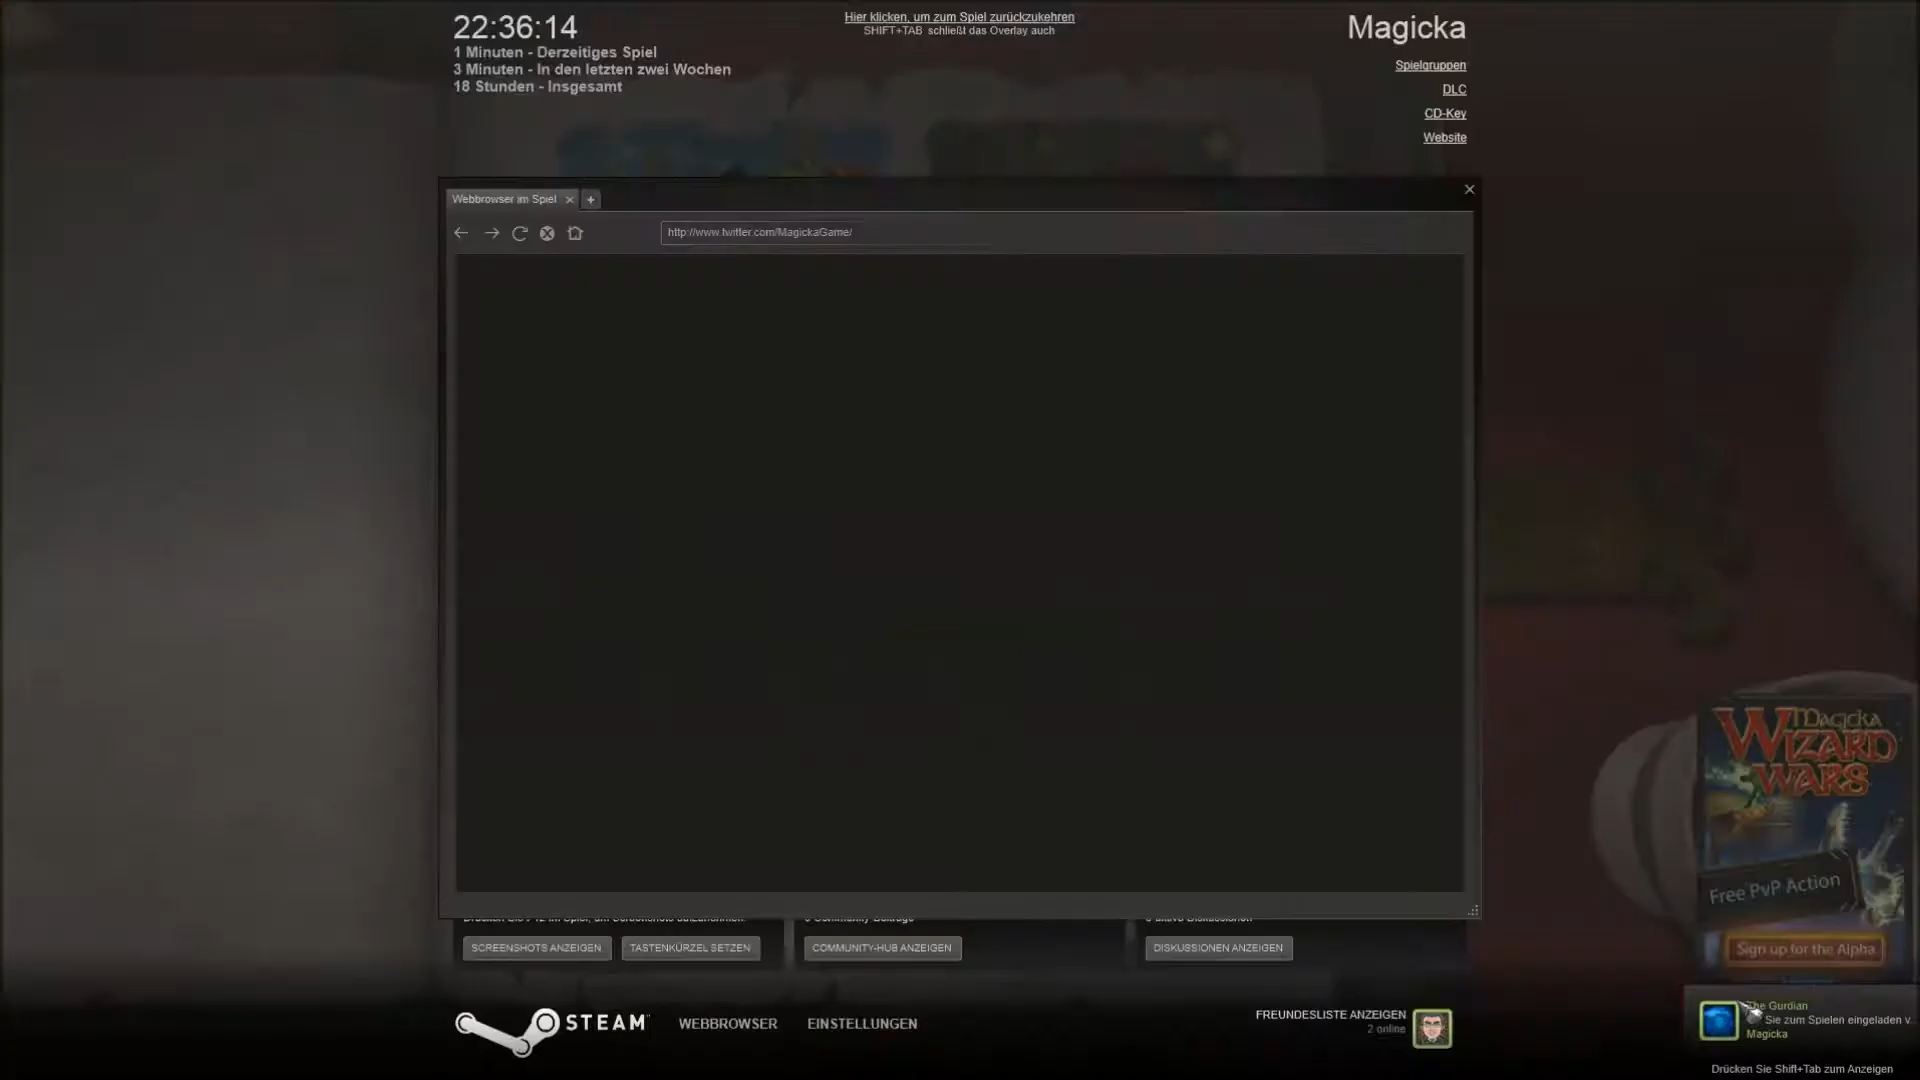 22:36:14
1 Minuten - Derzeitiges Spiel
3 Minuten - In den letzten zwei Wochen
18 Stunden - Insgesamt
Hier klicken, um zum Spiel zurückzukehren
SHIFT+TAB schließt das Overlay auch
Magicka
Spielgruppen
DLC
CD-Key
Website
Webbrowser im Spiel
http://www.twitter.com/MagickaGame/
SCREENSHOTS ANZEIGEN
TASTENKÜRZEL SETZEN
COMMUNITY-HUB ANZEIGEN
DISKUSSIONEN ANZEIGEN
MAGICKA
WIZARD
WARS
Free PvP Action
Sign up for the Alpha
STEAM
WEBBROWSER
EINSTELLUNGEN
FREUNDESLISTE ANZEIGEN
2 online
The Gurdian
Sie zum Spielen eingeladen v...
Magicka
Drücken Sie Shift+Tab zum Anzeigen